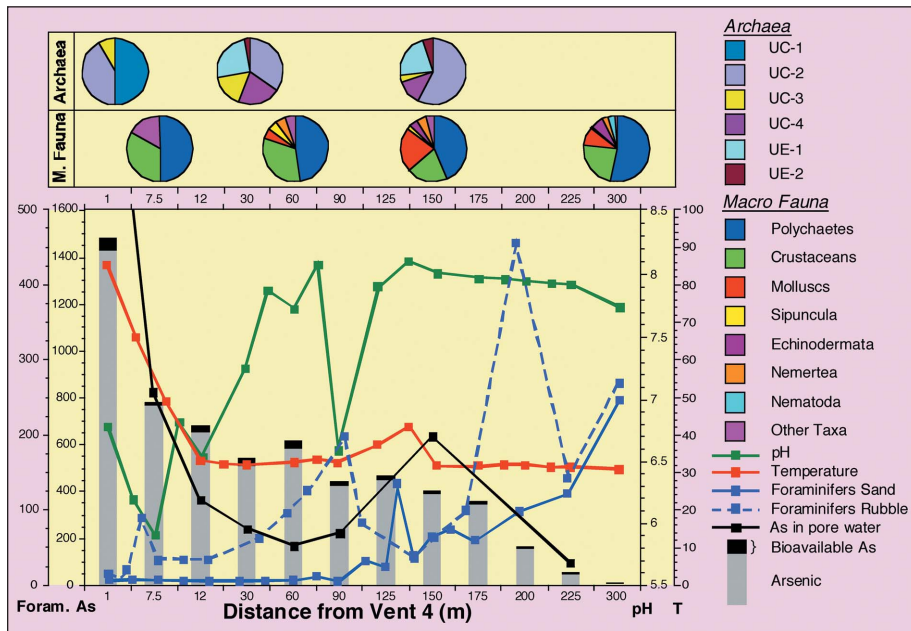 Archaea
M. Fauna
1 7.5 12 30 60 90 125 150 175 200 225 300
500
400
300
200
100
0
1600
1400
1200
1000
800
600
400
200
0
8.5
8
7.5
7
6.5
6
5.5
100
90
80
70
60
50
40
30
20
10
0
1 7.5 12 30 60 90 125 150 175 200 225 300
Foram. As Distance from Vent 4 (m) pH T
Archaea
UC-1
UC-2
UC-3
UC-4
UE-1
UE-2
Macro Fauna
Polychaetes
Crustaceans
Molluscs
Sipuncula
Echinodermata
Nemertea
Nematoda
Other Taxa
pH
Temperature
Foraminifers Sand
Foraminifers Rubble
As in pore water
} Bioavailable As
Arsenic